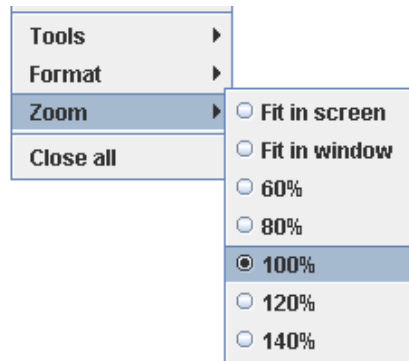 Tools
Format
Zoom
Close all
Fit in screen
Fit in window
60%
80%
100%
120%
140%